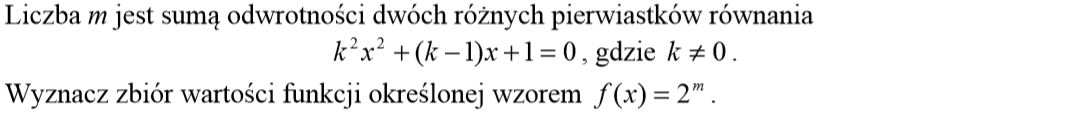 Liczba m jest sumą odwrotności dwóch różnych pierwiastków równania
k²x² + (k – 1)x + 1 = 0, gdzie k ≠ 0.
Wyznacz zbiór wartości funkcji określonej wzorem f(x) = 2ᵐ.